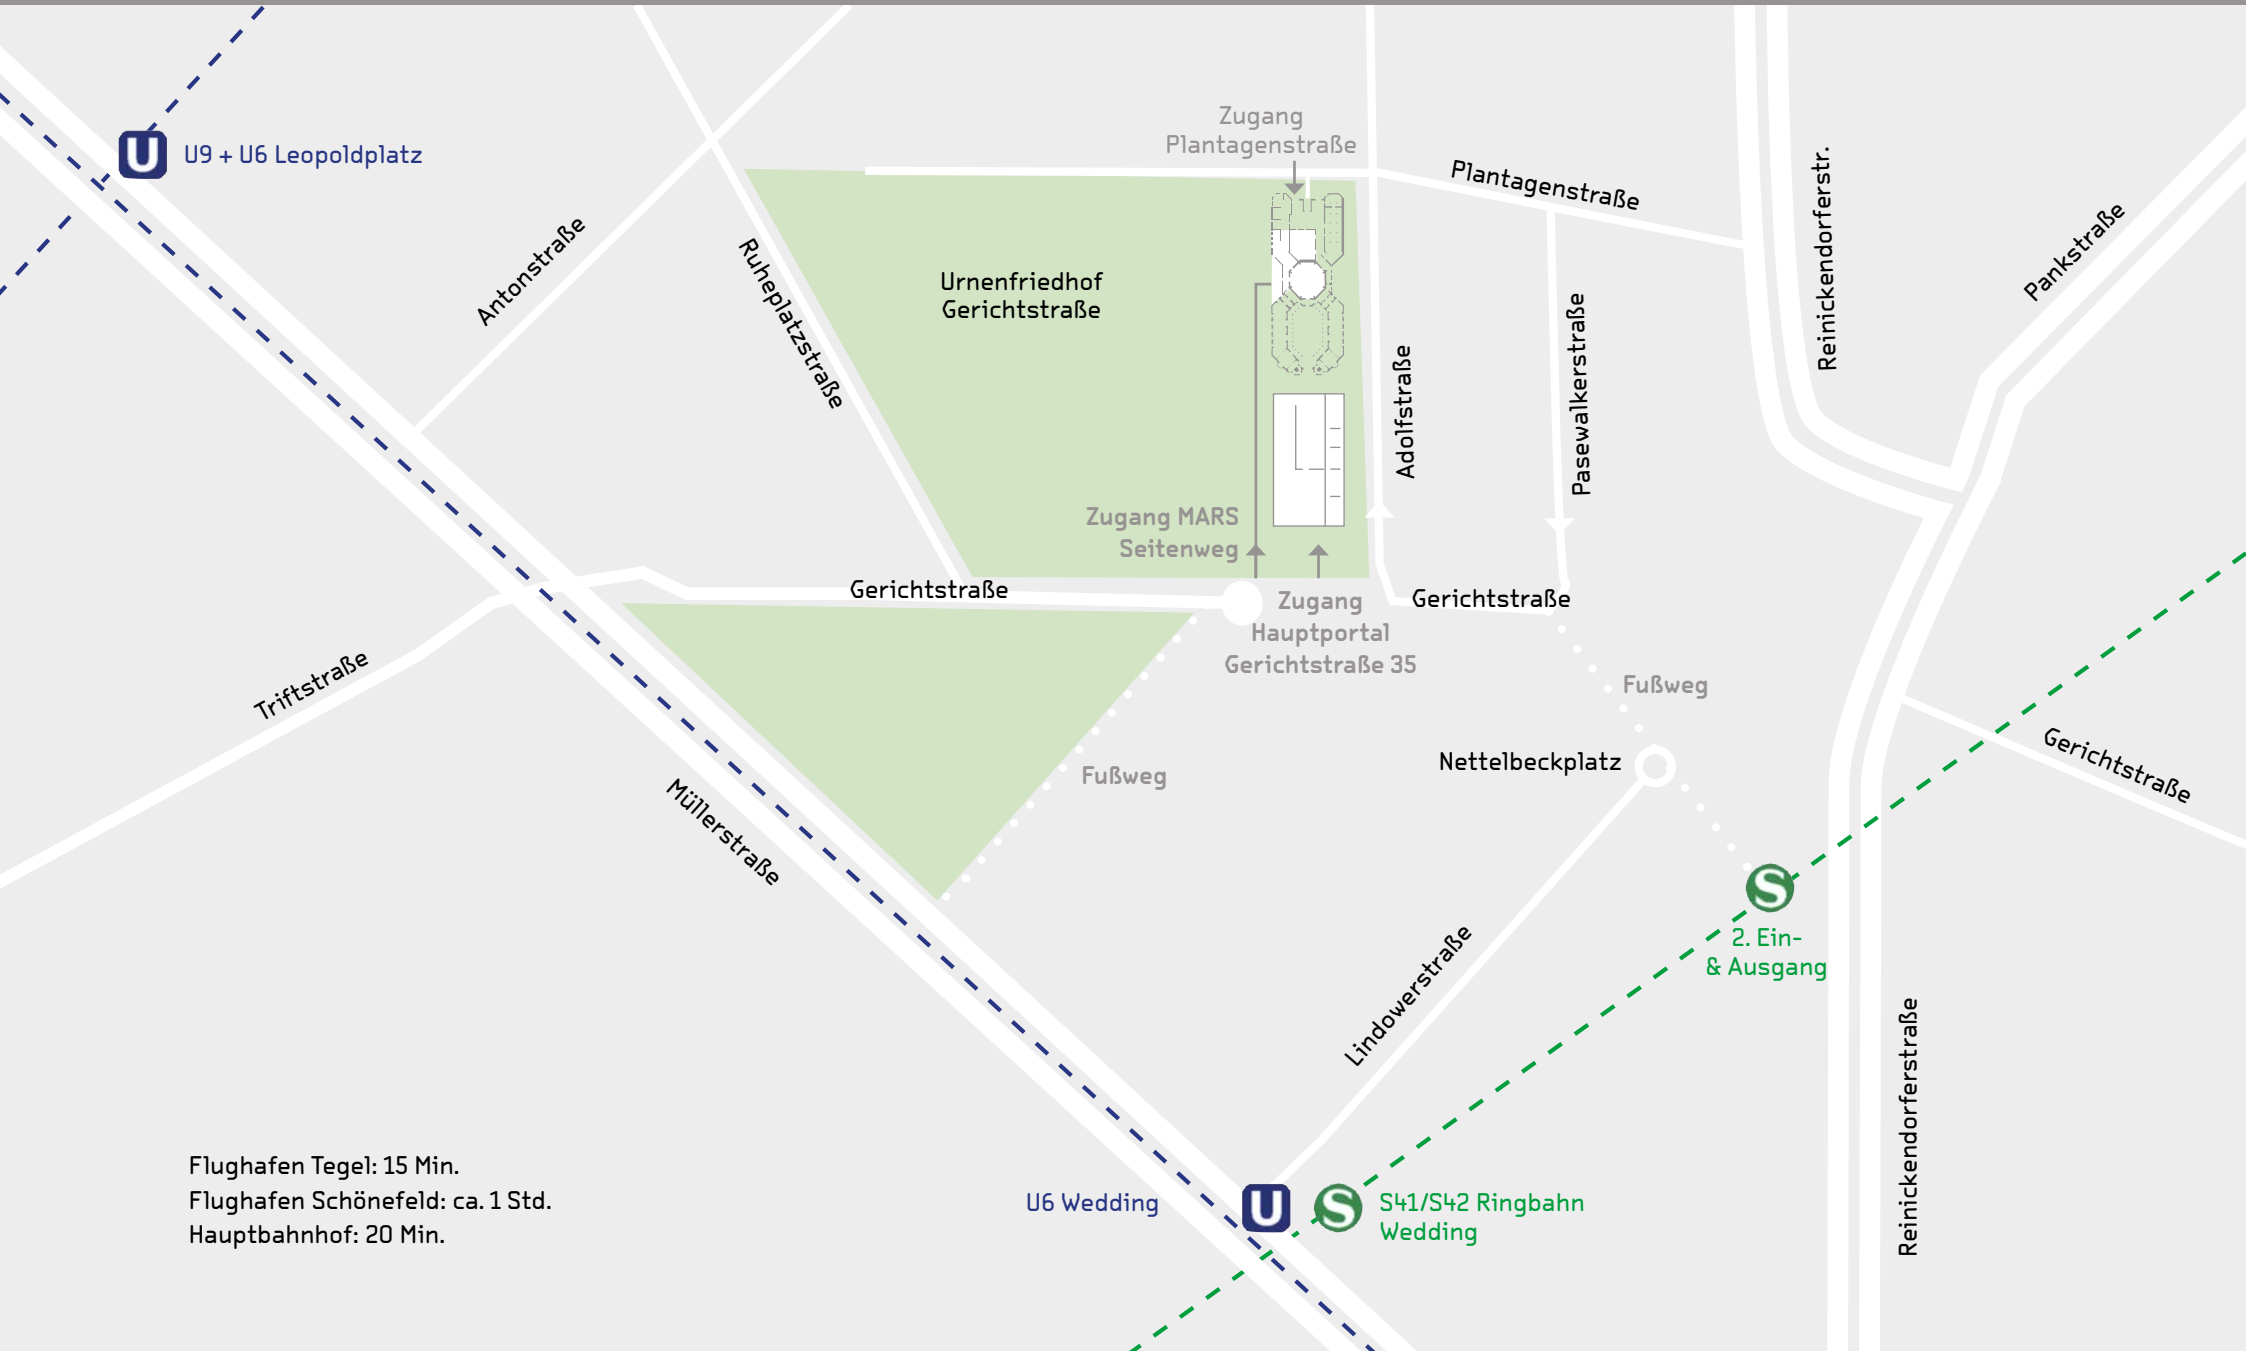 Zugang
Plantagenstraße
U
U9 + U6 Leopoldplatz
Plantagenstraße
Reinickendorferstr.
Pankstraße
Antonstraße
Ruheplatzstraße
Urnenfriedhof
Gerichtstraße
Adolfstraße
Pasewalkerstraße
Zugang MARS
Seitenweg
Gerichtstraße
Zugang
Hauptportal
Gerichtstraße 35
Gerichtstraße
Triftstraße
Fußweg
Fußweg
Nettelbeckplatz
Gerichtstraße
Müllerstraße
S
2. Ein-
& Ausgang
Lindowerstraße
Reinickendorferstraße
Flughafen Tegel: 15 Min.
Flughafen Schönefeld: ca. 1 Std.
Hauptbahnhof: 20 Min.
U6 Wedding
U
S
S41/S42 Ringbahn
Wedding